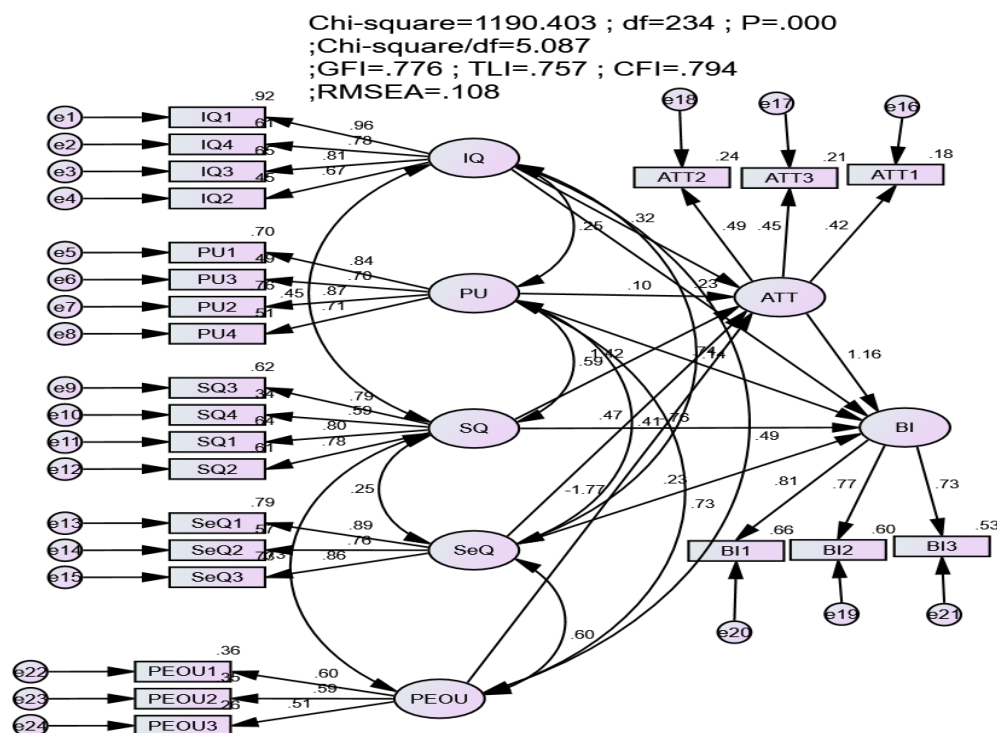 Chi-square=1190.403 ; df=234 ; P=.000
;Chi-square/df=5.087
;GFI=.776 ; TLI=.757 ; CFI=.794
;RMSEA=.108
e18 e17 e16
.24 .21 .18
ATT2 ATT3 ATT1
.49 .45 .42
e1 IQ1 .92 .96
e2 IQ4 .61 .78
e3 IQ3 .65 .81
e4 IQ2 .45 .67
IQ
.32
.25
e5 PU1 .70 .84
e6 PU3 .49 .70
e7 PU2 .76 .87
e8 PU4 .51 .71
PU
.10 .23
ATT
.45
.59
1.16
e9 SQ3 .62 .79
e10 SQ4 .34 .59
e11 SQ1 .64 .80
e12 SQ2 .61 .78
SQ
.47 .41 .76 .49
BI
.25
e13 SeQ1 .79 .89
e14 SeQ2 .57 .76
e15 SeQ3 .86
SeQ
-1.77 .23 .73
.81 .77 .73
.66 .60 .53
BI1 BI2 BI3
e20 e19 e21
.60
e22 PEOU1 .36 .60
e23 PEOU2 .35 .59
e24 PEOU3 .26 .51
PEOU